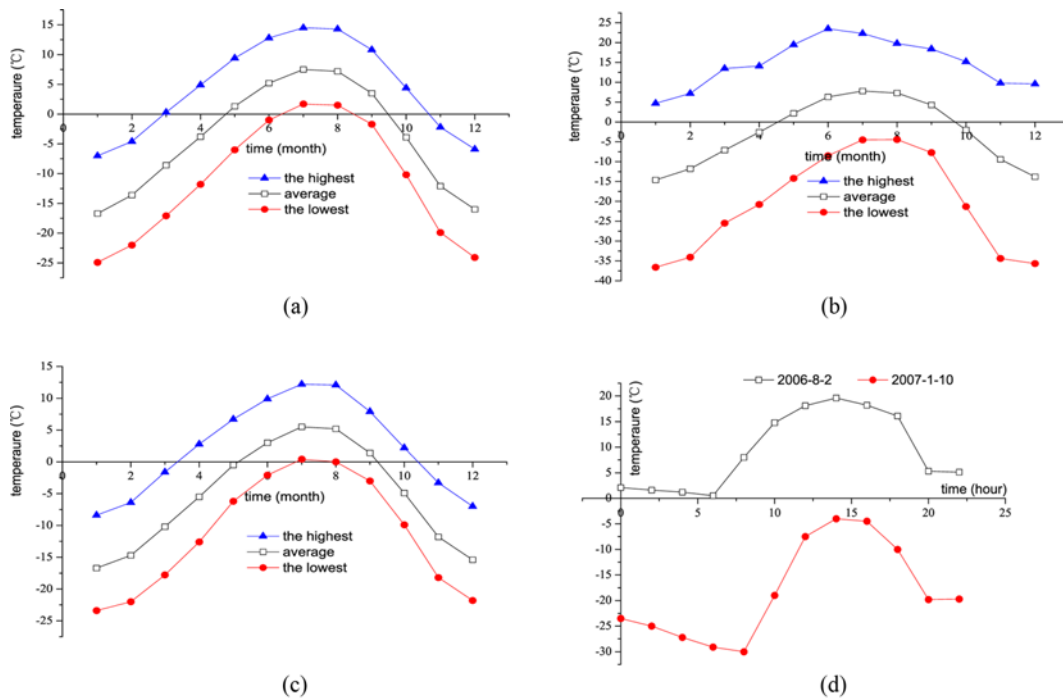 temperaure (℃)
15
10
5
0
-5
-10
-15
-20
-25
0 2 4 6 8 10 12
time (month)
the highest
average
the lowest
(a)
temperaure (℃)
25
20
15
10
5
0
-5
-10
-15
-20
-25
-30
-35
-40
0 2 4 6 8 10 12
time (month)
the highest
average
the lowest
(b)
temperaure (℃)
15
10
5
0
-5
-10
-15
-20
-25
0 2 4 6 8 10 12
time (month)
the highest
average
the lowest
(c)
2006-8-2 2007-1-10
temperaure (℃)
20
15
10
5
0
-5
-10
-15
-20
-25
-30
0 5 10 15 20 25
time (hour)
(d)